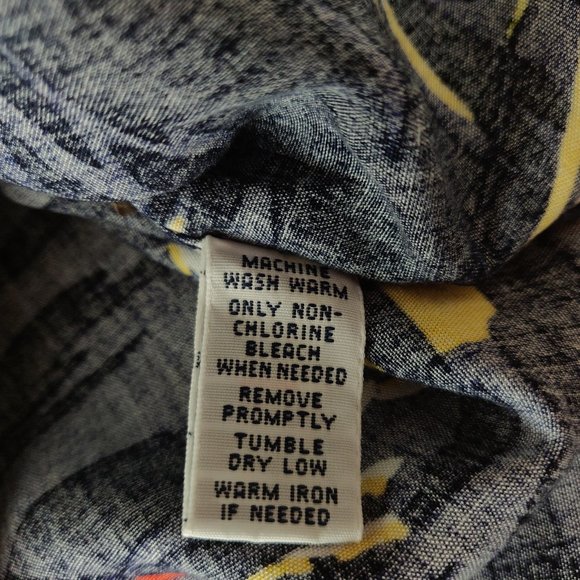 MACHINE
WASH WARM
ONLY NON-
CHLORINE
BLEACH
WHEN NEEDED
REMOVE
PROMPTLY
TUMBLE
DRY LOW
WARM IRON
IF NEEDED